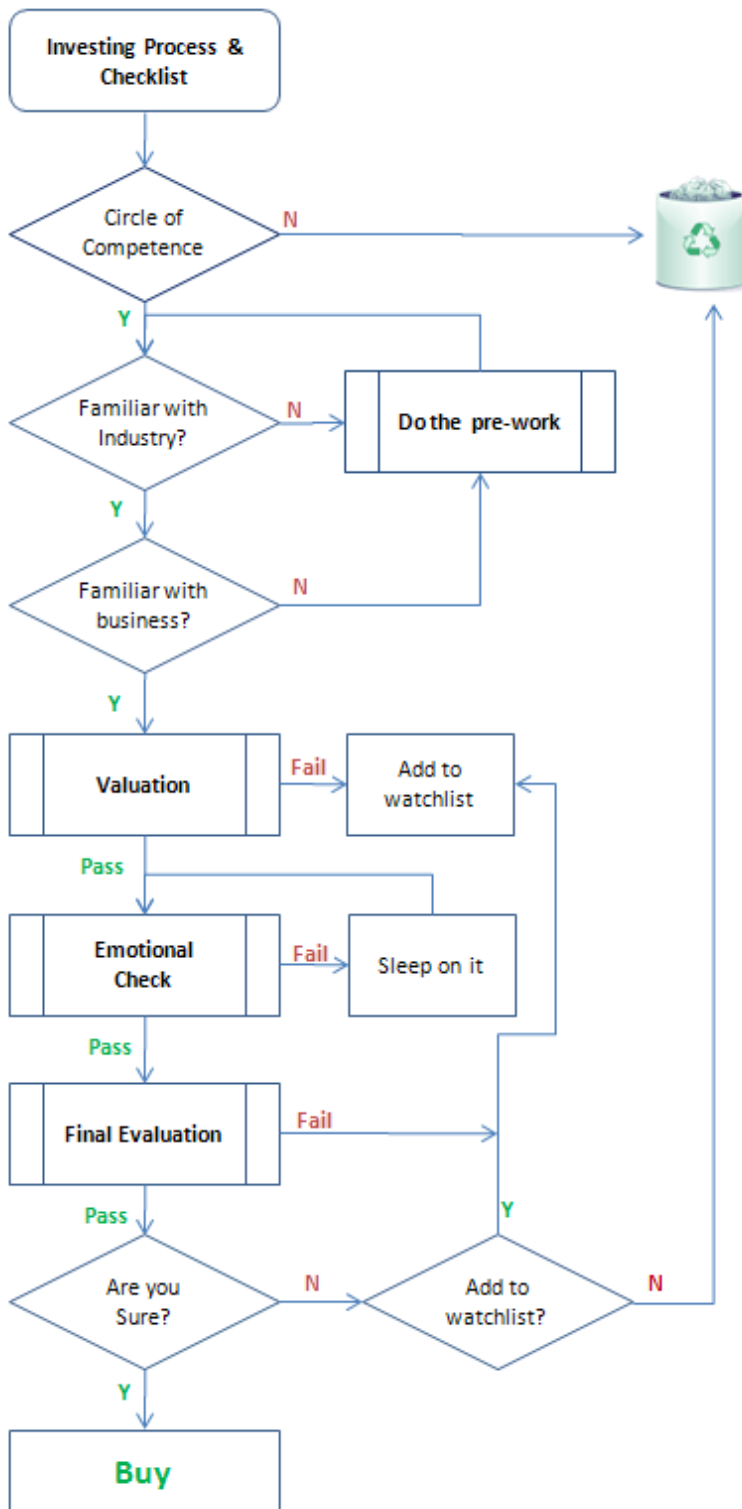 Investing Process &
Checklist
Circle of
Competence
N
Y
Familiar with
Industry?
N
Do the pre-work
Y
Familiar with
business?
N
Y
Valuation
Fail
Add to
watchlist
Pass
Emotional
Check
Fail
Sleep on it
Pass
Final Evaluation
Fail
Pass
Y
Are you
Sure?
N
Add to
watchlist?
N
Y
Buy